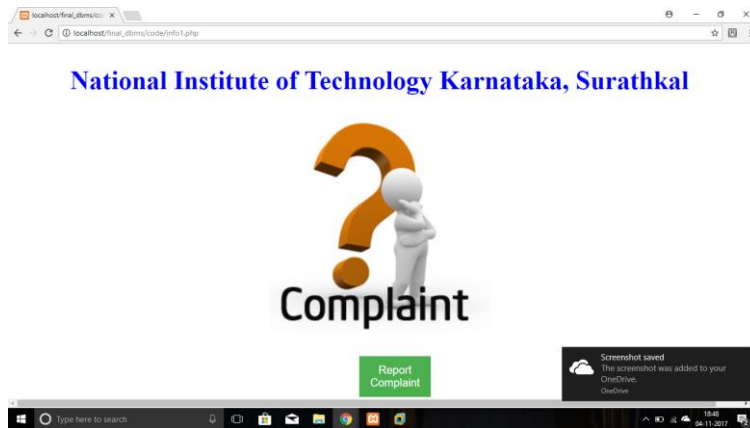 localhost/final_dbms/co
localhost/final_dbms/code/info1.php
National Institute of Technology Karnataka, Surathkal
Complaint
Report
Complaint
Screenshot saved
The screenshot was added to your
OneDrive.
OneDrive
Type here to search
18:48
04-11-2017